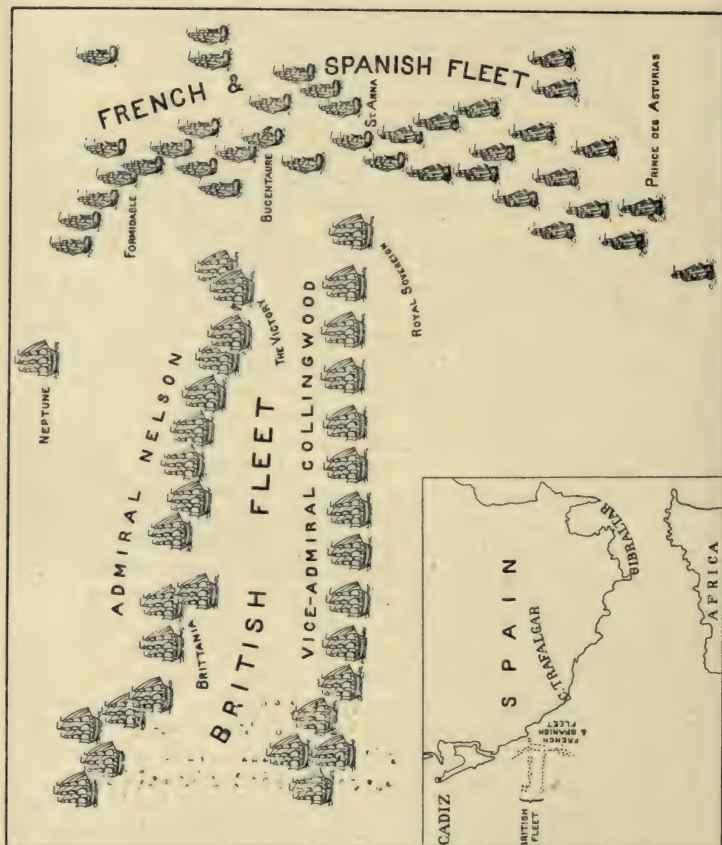 FRENCH & SPANISH FLEET
ST ANNA
PRINCE DES ASTURIAS
FORMIDABLE
BUCENTAURE
NEPTUNE
ADMIRAL NELSON
THE VICTORY
ROYAL SOVEREIGN
BRITISH FLEET
VICE-ADMIRAL COLLINGWOOD
BRITTANIA
SPAIN
C. TRAFALGAR
GIBRALTAR
AFRICA
FRENCH
& SPANISH
FLEET
CADIZ
BRITISH
FLEET